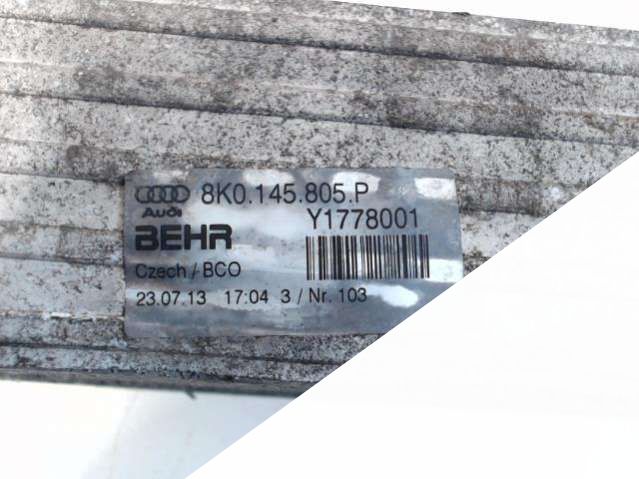 8K0.145.805.P
Audi
Y1778001
BEHR
Czech / BCO
23.07.13 17:04 3 / Nr. 103